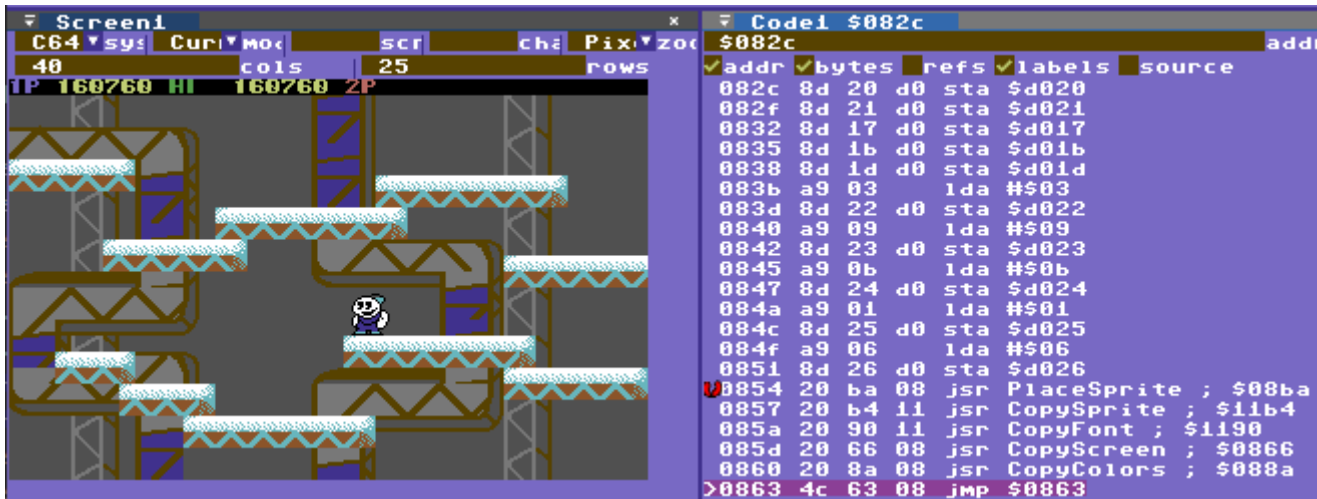 Screen1 ×
C64 sys Curr mod scr cha Pix zoo
40 cols 25 rows
1P 160760 HI 160760 2P
Code1 $082c
$082c addr
addr bytes refs labels source
082c 8d 20 d0 sta $d020
082f 8d 21 d0 sta $d021
0832 8d 17 d0 sta $d017
0835 8d 1b d0 sta $d01b
0838 8d 1d d0 sta $d01d
083b a9 03 lda #$03
083d 8d 22 d0 sta $d022
0840 a9 09 lda #$09
0842 8d 23 d0 sta $d023
0845 a9 0b lda #$0b
0847 8d 24 d0 sta $d024
084a a9 01 lda #$01
084c 8d 25 d0 sta $d025
084f a9 06 lda #$06
0851 8d 26 d0 sta $d026
0854 20 ba 08 jsr PlaceSprite ; $08ba
0857 20 b4 11 jsr CopySprite ; $11b4
085a 20 90 11 jsr CopyFont ; $1190
085d 20 66 08 jsr CopyScreen ; $0866
0860 20 8a 08 jsr CopyColors ; $088a
>0863 4c 63 08 jmp $0863